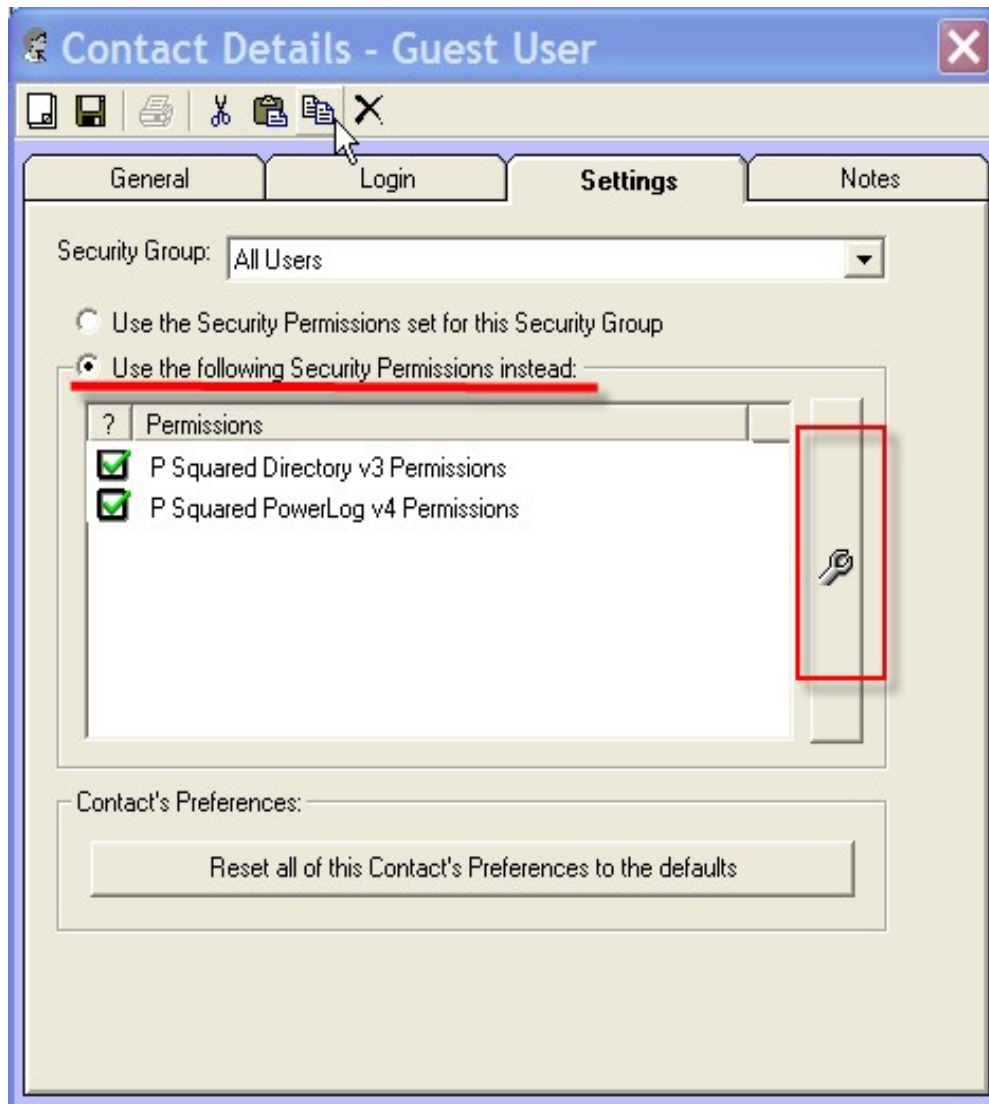 Contact Details - Guest User
General Login Settings Notes
Security Group: All Users
Use the Security Permissions set for this Security Group
Use the following Security Permissions instead:
? Permissions
P Squared Directory v3 Permissions
P Squared PowerLog v4 Permissions
Contact's Preferences:
Reset all of this Contact's Preferences to the defaults